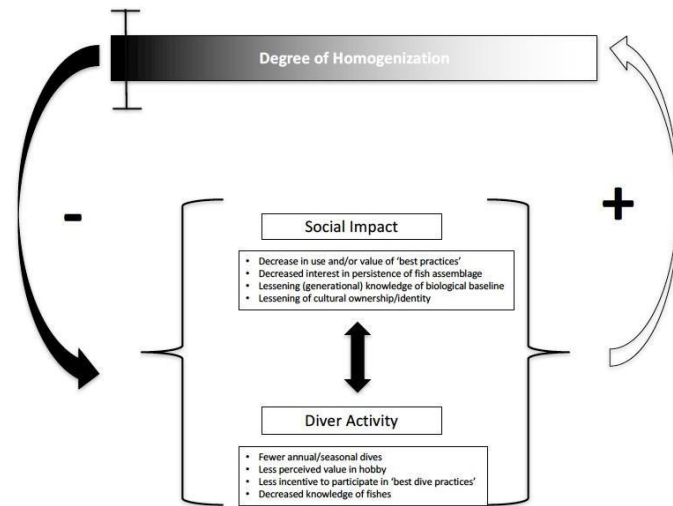 Degree of Homogenization
-
+
Social Impact
• Decrease in use and/or value of ‘best practices’
• Decreased interest in persistence of fish assemblage
• Lessening (generational) knowledge of biological baseline
• Lessening of cultural ownership/identity
Diver Activity
• Fewer annual/seasonal dives
• Less perceived value in hobby
• Less incentive to participate in ‘best dive practices’
• Decreased knowledge of fishes